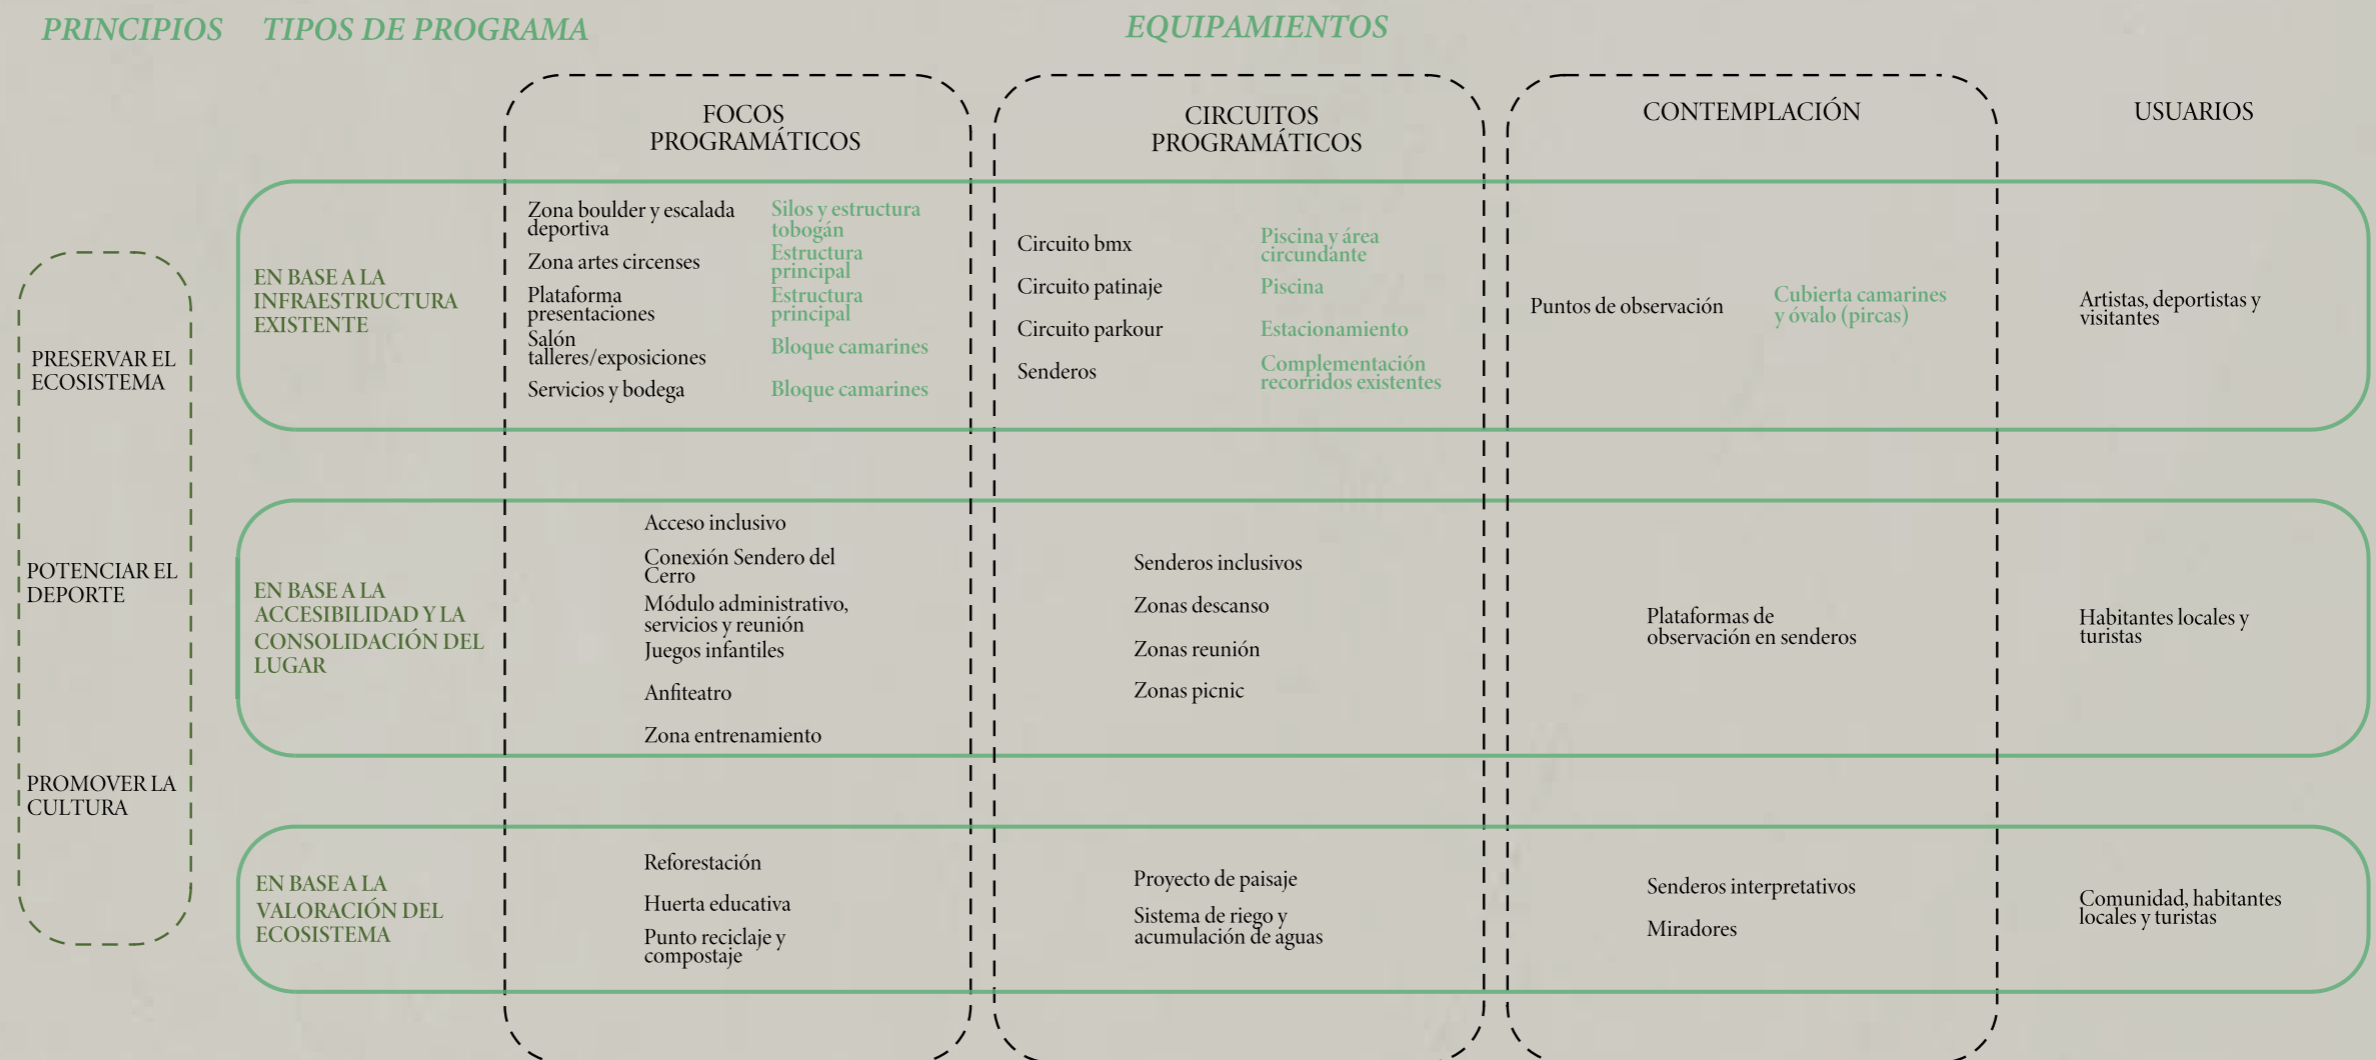 PRINCIPIOS
TIPOS DE PROGRAMA
EQUIPAMIENTOS
FOCOS
PROGRAMÁTICOS
CIRCUITOS
PROGRAMÁTICOS
CONTEMPLACIÓN
USUARIOS
PRESERVAR EL
ECOSISTEMA
POTENCIAR EL
DEPORTE
PROMOVER LA
CULTURA
EN BASE A LA
INFRAESTRUCTURA
EXISTENTE
Zona boulder y escalada
deportiva
Silos y estructura
tobogán
Zona artes circenses
Estructura
principal
Plataforma
presentaciones
Estructura
principal
Salón
talleres/exposiciones
Bloque camarines
Servicios y bodega
Bloque camarines
Circuito bmx
Piscina y área
circundante
Circuito patinaje
Piscina
Circuito parkour
Estacionamiento
Senderos
Complementación
recorridos existentes
Puntos de observación
Cubierta camarines
y óvalo (pircas)
Artistas, deportistas y
visitantes
EN BASE A LA
ACCESIBILIDAD Y LA
CONSOLIDACIÓN DEL
LUGAR
Acceso inclusivo
Conexión Sendero del
Cerro
Módulo administrativo,
servicios y reunión
Juegos infantiles
Anfiteatro
Zona entrenamiento
Senderos inclusivos
Zonas descanso
Zonas reunión
Zonas picnic
Plataformas de
observación en senderos
Habitantes locales y
turistas
EN BASE A LA
VALORACIÓN DEL
ECOSISTEMA
Reforestación
Huerta educativa
Punto reciclaje y
compostaje
Proyecto de paisaje
Sistema de riego y
acumulación de aguas
Senderos interpretativos
Miradores
Comunidad, habitantes
locales y turistas